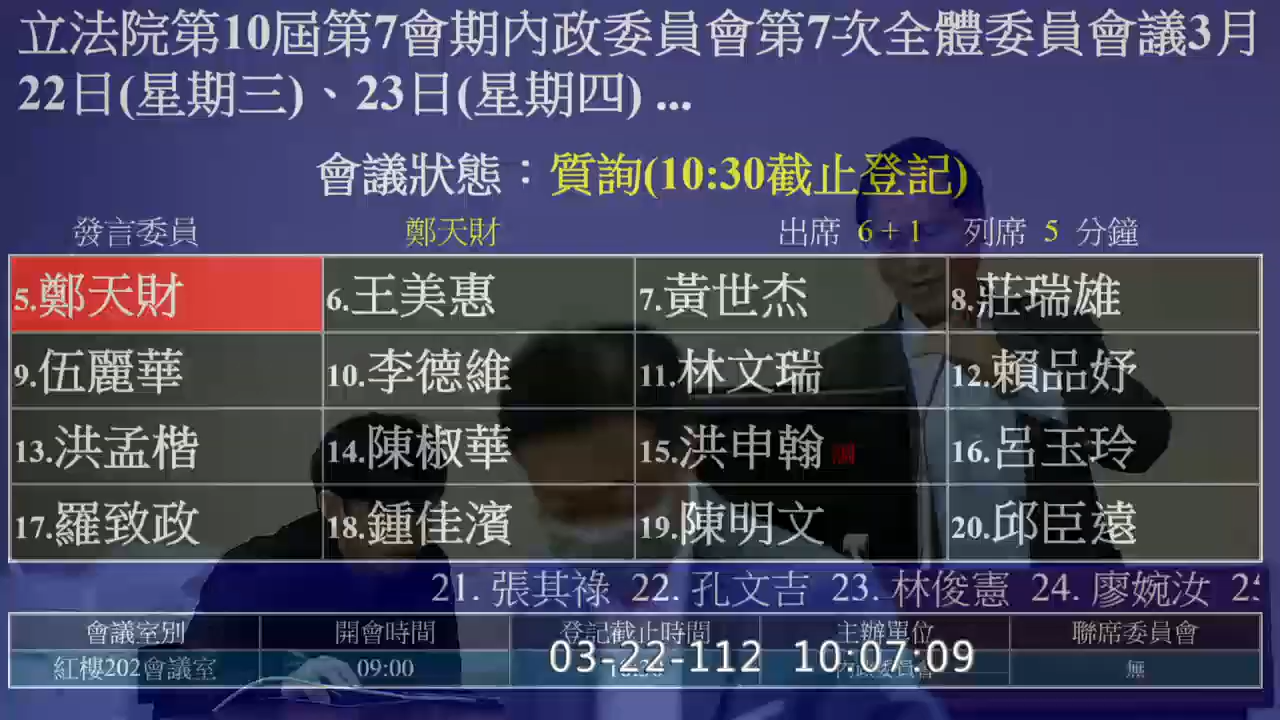 立法院第10屆第7會期內政委員會第7次全體委員會議3月
22日(星期三)、23日(星期四) ...
會議狀態：質詢(10:30截止登記)
發言委員 鄭天財 出席 6 + 1 列席 5 分鐘
5.鄭天財 6.王美惠 7.黃世杰 8.莊瑞雄
9.伍麗華 10.李德維 11.林文瑞 12.賴品妤
13.洪孟楷 14.陳椒華 15.洪申翰 16.呂玉玲
17.羅致政 18.鍾佳濱 19.陳明文 20.邱臣遠
21. 張其祿 22. 孔文吉 23. 林俊憲 24. 廖婉汝
會議室別 開會時間 登記截止時間 主辦單位 聯席委員會
紅樓202會議室 09:00 10:30 內政委員會 無
03-22-112 10:07:09